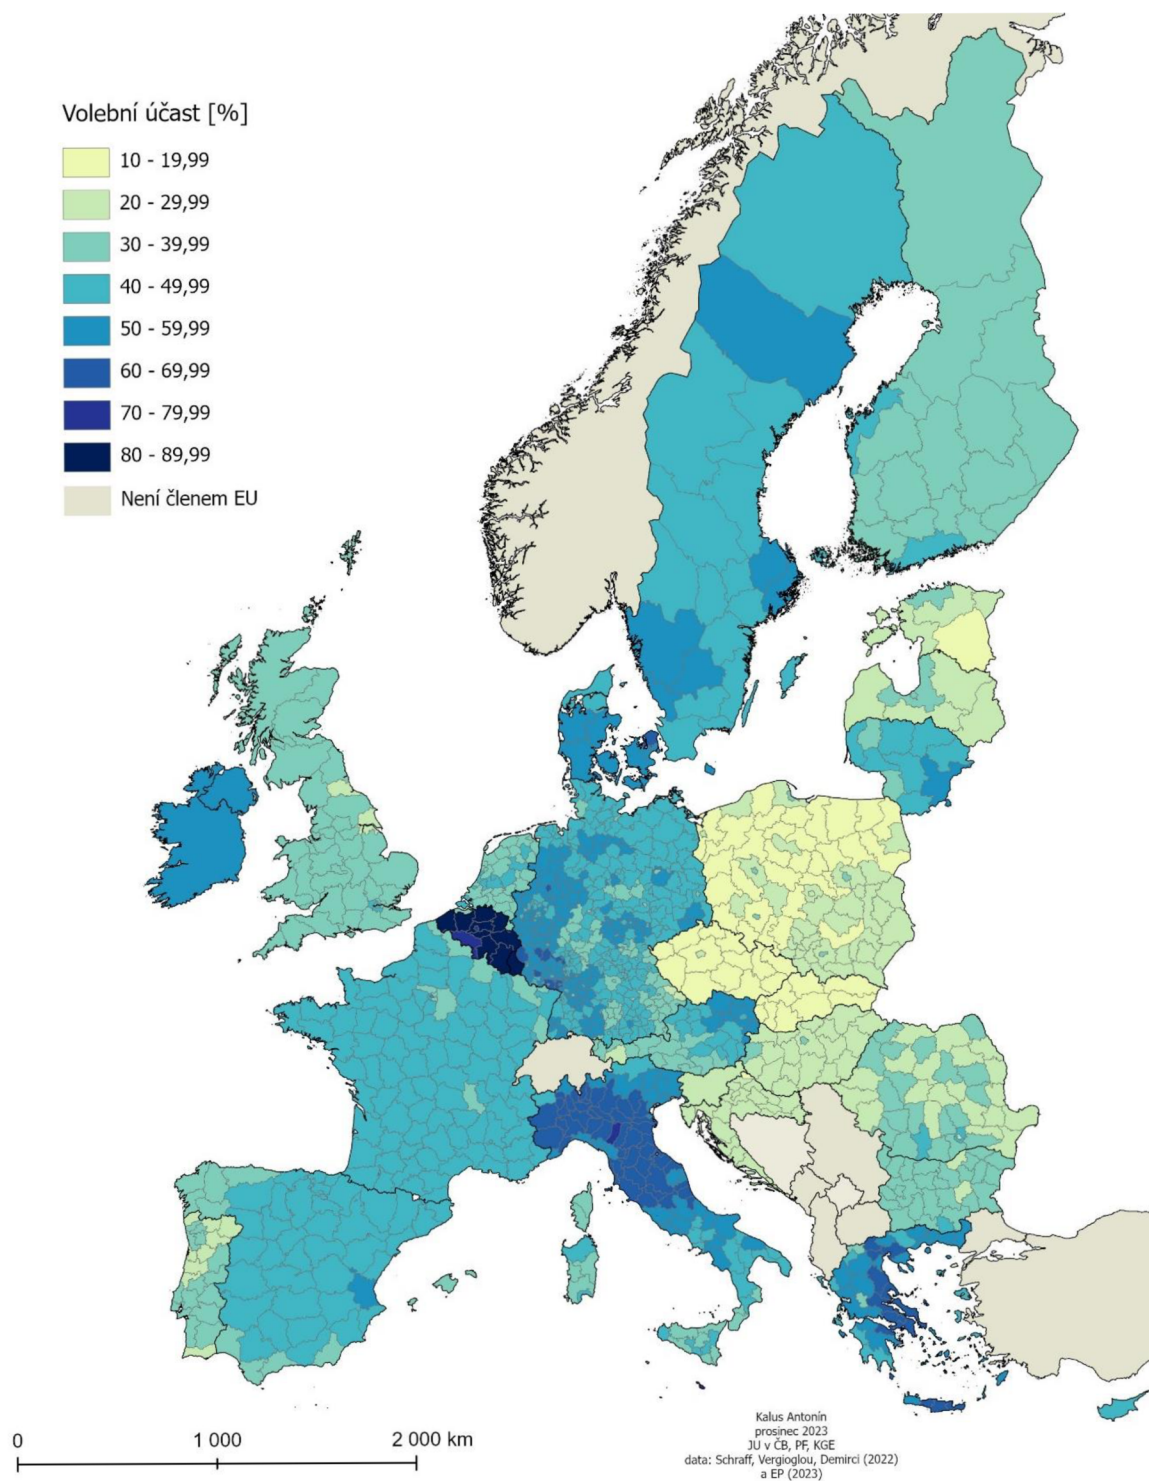 Volební účast [%]
10 - 19,99
20 - 29,99
30 - 39,99
40 - 49,99
50 - 59,99
60 - 69,99
70 - 79,99
80 - 89,99
Není členem EU
0 1 000 2 000 km
Kalus Antonín
prosinec 2023
JU v ČB, PF, KGE
data: Schraff, Vergioglou, Demirci (2022)
a EP (2023)